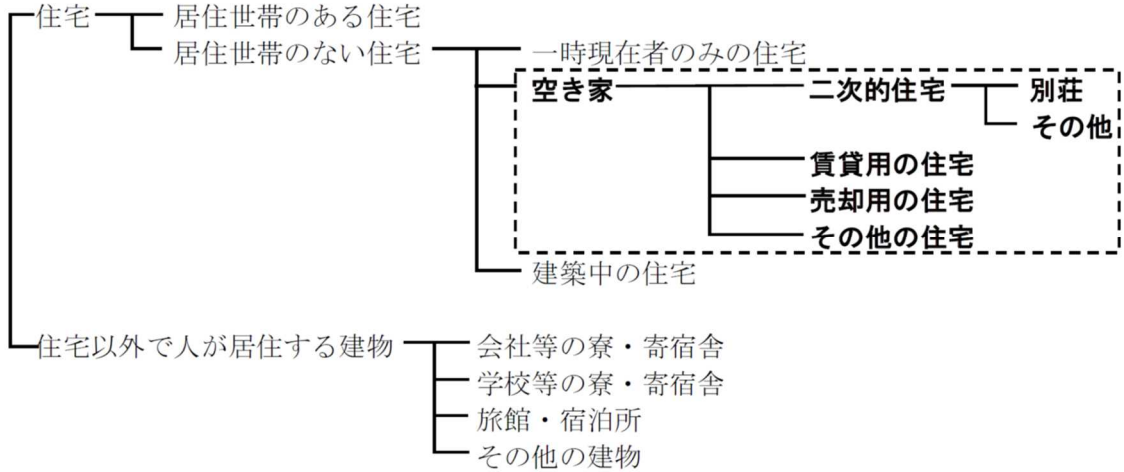 住宅 居住世帯のある住宅
居住世帯のない住宅 一時現在者のみの住宅
空き家 二次的住宅 別荘
その他
賃貸用の住宅
売却用の住宅
その他の住宅
建築中の住宅
住宅以外で人が居住する建物 会社等の寮・寄宿舎
学校等の寮・寄宿舎
旅館・宿泊所
その他の建物